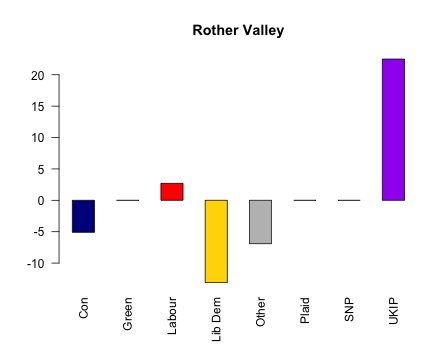 Rother Valley
20
15
10
5
0
-5
-10
Con
Green
Labour
Lib Dem
Other
Plaid
SNP
UKIP